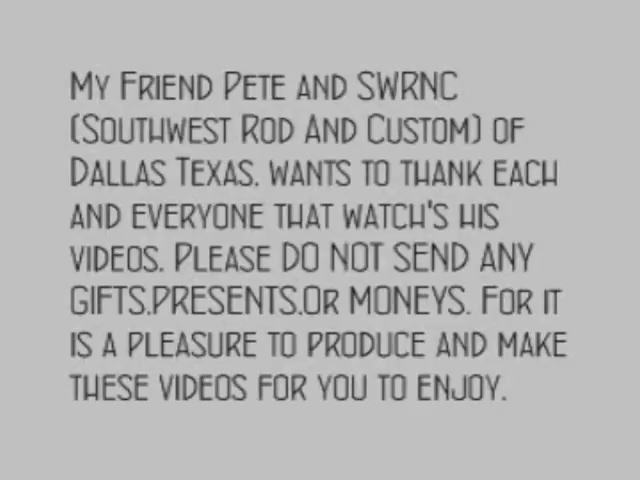 My Friend Pete and SWRNC
(Southwest Rod And Custom) of
Dallas Texas. wants to thank each
and everyone that watch's his
videos. Please DO NOT SEND ANY
GIFTS.PRESENTS.Or MONEYS. For it
is a pleasure to produce and make
these videos for you to enjoy.